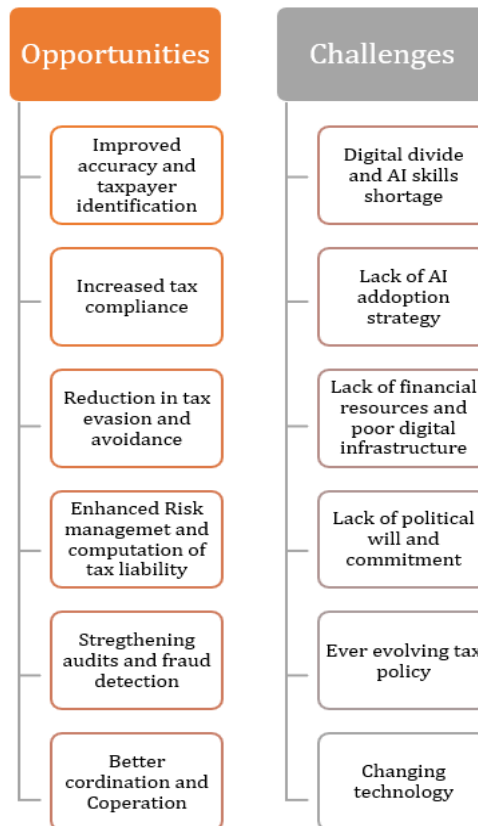 Opportunities
Improved
accuracy and
taxpayer
identification
Increased tax
compliance
Reduction in tax
evasion and
avoidance
Enhanced Risk
managemet and
computation of
tax liability
Stregthening
audits and fraud
detection
Better
cordination and
Coperation
Challenges
Digital divide
and AI skills
shortage
Lack of AI
addoption
strategy
Lack of financial
resources and
poor digital
infrastructure
Lack of political
will and
commitment
Ever evolving tax
policy
Changing
technology